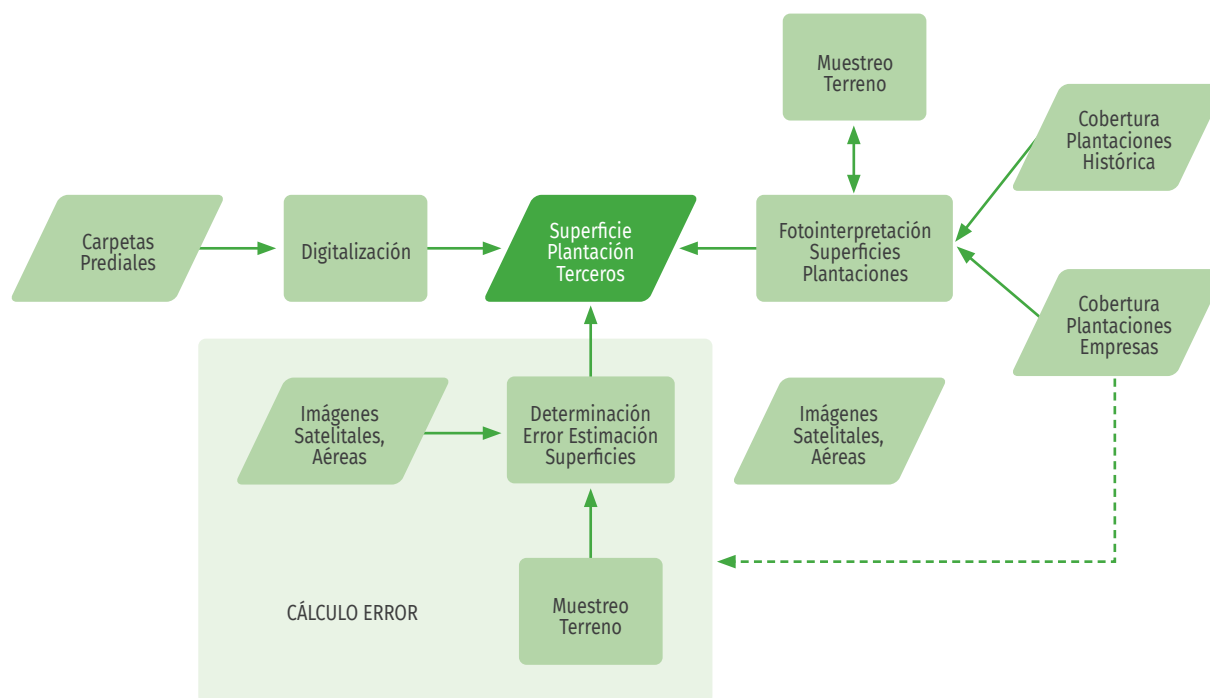 Muestreo
Terreno
Cobertura
Plantaciones
Histórica
Carpetas
Prediales
Digitalización
Superficie
Plantación
Terceros
Fotointerpretación
Superficies
Plantaciones
Cobertura
Plantaciones
Empresas
Imágenes
Satelitales,
Aéreas
Determinación
Error Estimación
Superficies
Imágenes
Satelitales,
Aéreas
CÁLCULO ERROR
Muestreo
Terreno